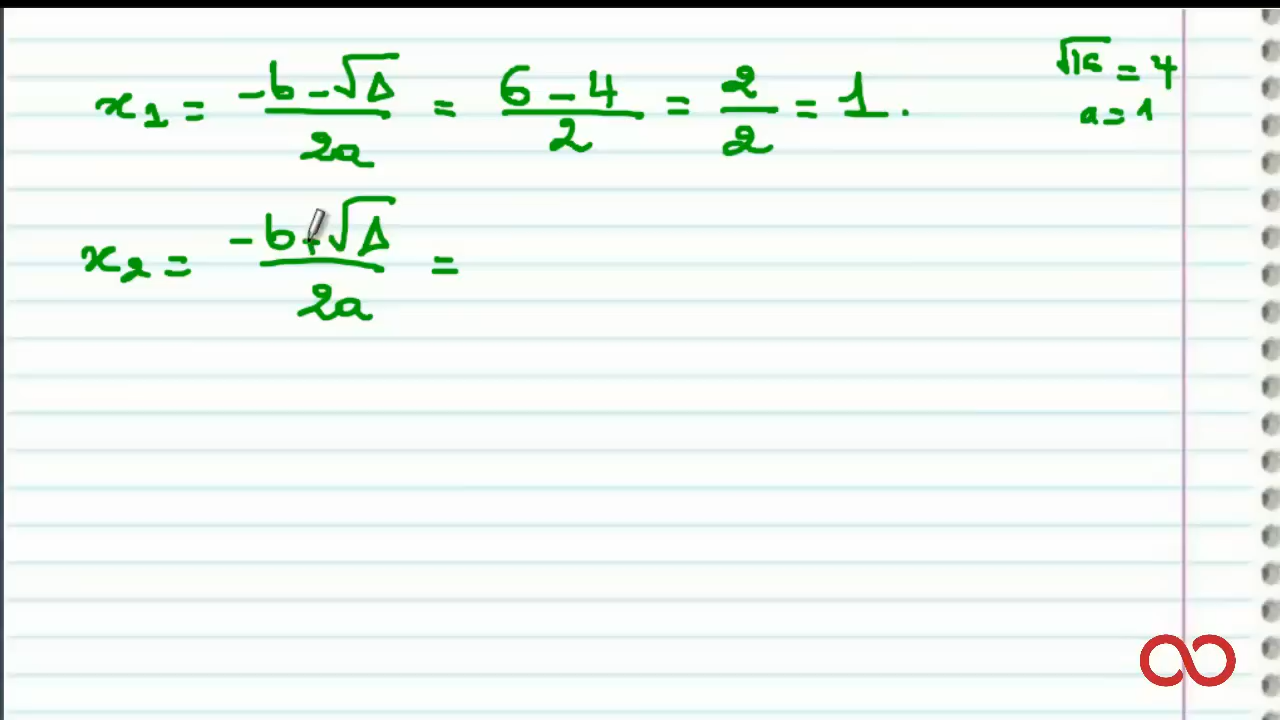 x₁ = (-b - √Δ)/(2a) = (6 - 4)/2 = 2/2 = 1.
√16 = 4
a = 1
x₂ = (-b + √Δ)/(2a) =